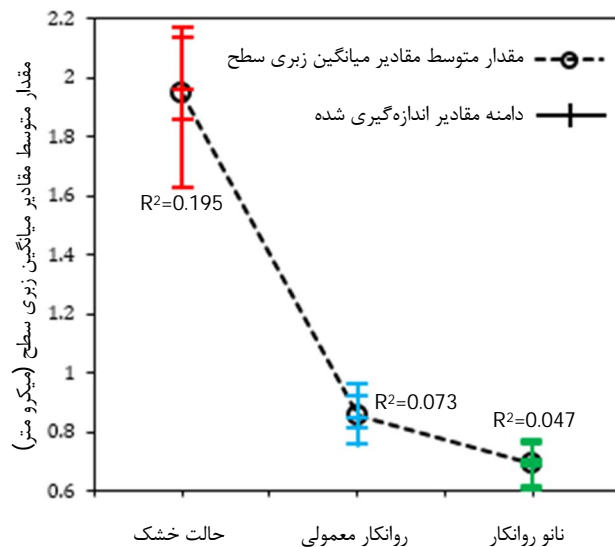 مقدار متوسط مقادیر میانگین زبری سطح
دامنه مقادیر اندازه‌گیری شده
مقدار متوسط مقادیر میانگین زبری سطح (میکرو متر)
2.2
2
1.8
1.6
1.4
1.2
1
0.8
0.6
R²=0.195
R²=0.073
R²=0.047
حالت خشک
روانکار معمولی
نانو روانکار